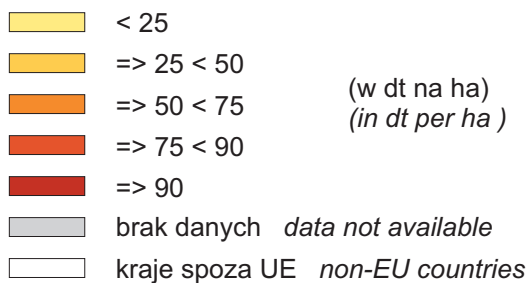 < 25
=> 25 < 50
=> 50 < 75
=> 75 < 90
=> 90
(w dt na ha)
(in dt per ha )
brak danych data not available
kraje spoza UE non-EU countries